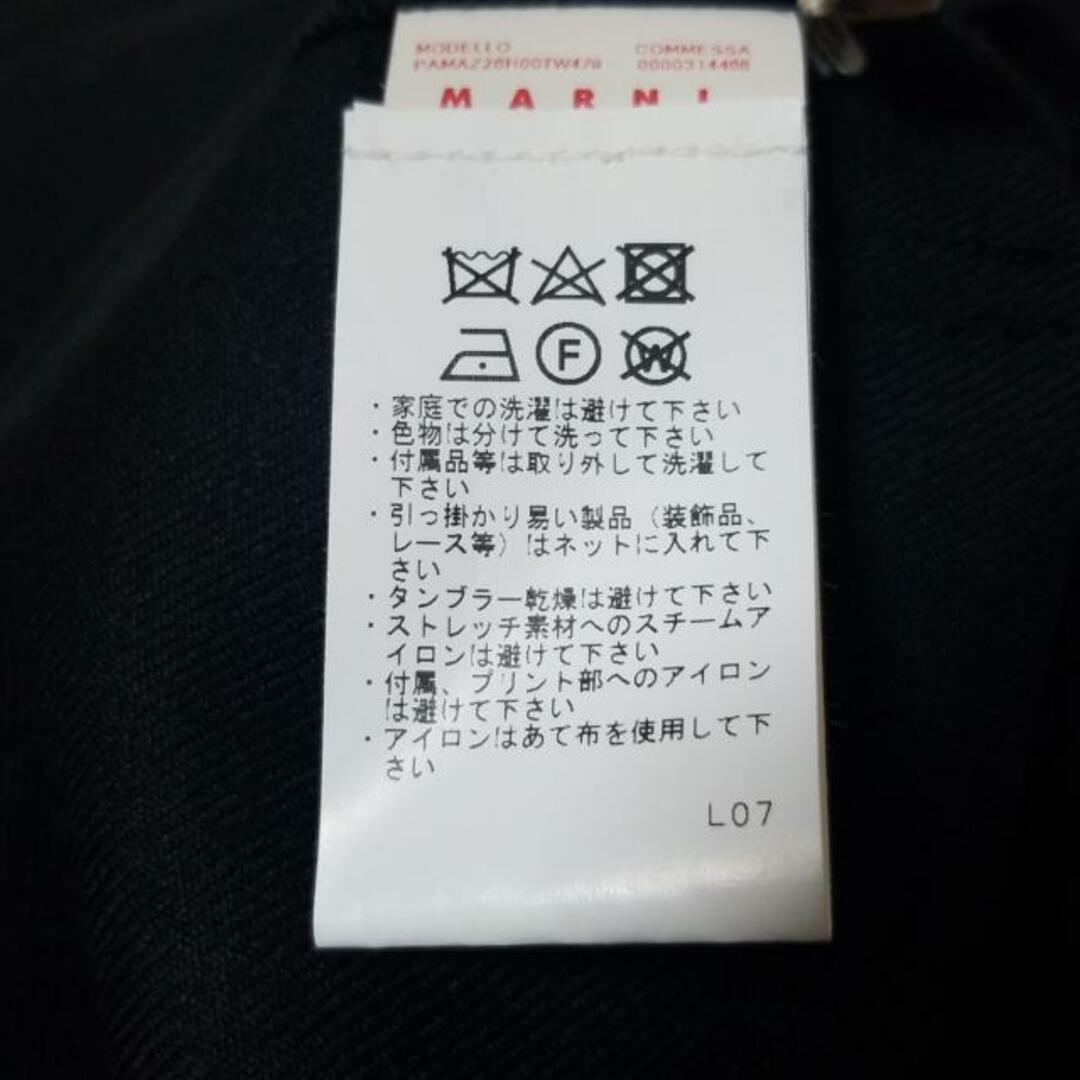 MODELLO COMMESSA
PAMAZ26H00TW479 0000314468
MARNI
F
W
・家庭での洗濯は避けて下さい
・色物は分けて洗って下さい
・付属品等は取り外して洗濯して
下さい
・引っ掛かり易い製品（装飾品、
レース等）はネットに入れて下
さい
・タンブラー乾燥は避けて下さい
・ストレッチ素材へのスチームア
イロンは避けて下さい
・付属、プリント部へのアイロン
は避けて下さい
・アイロンはあて布を使用して下
さい
L07